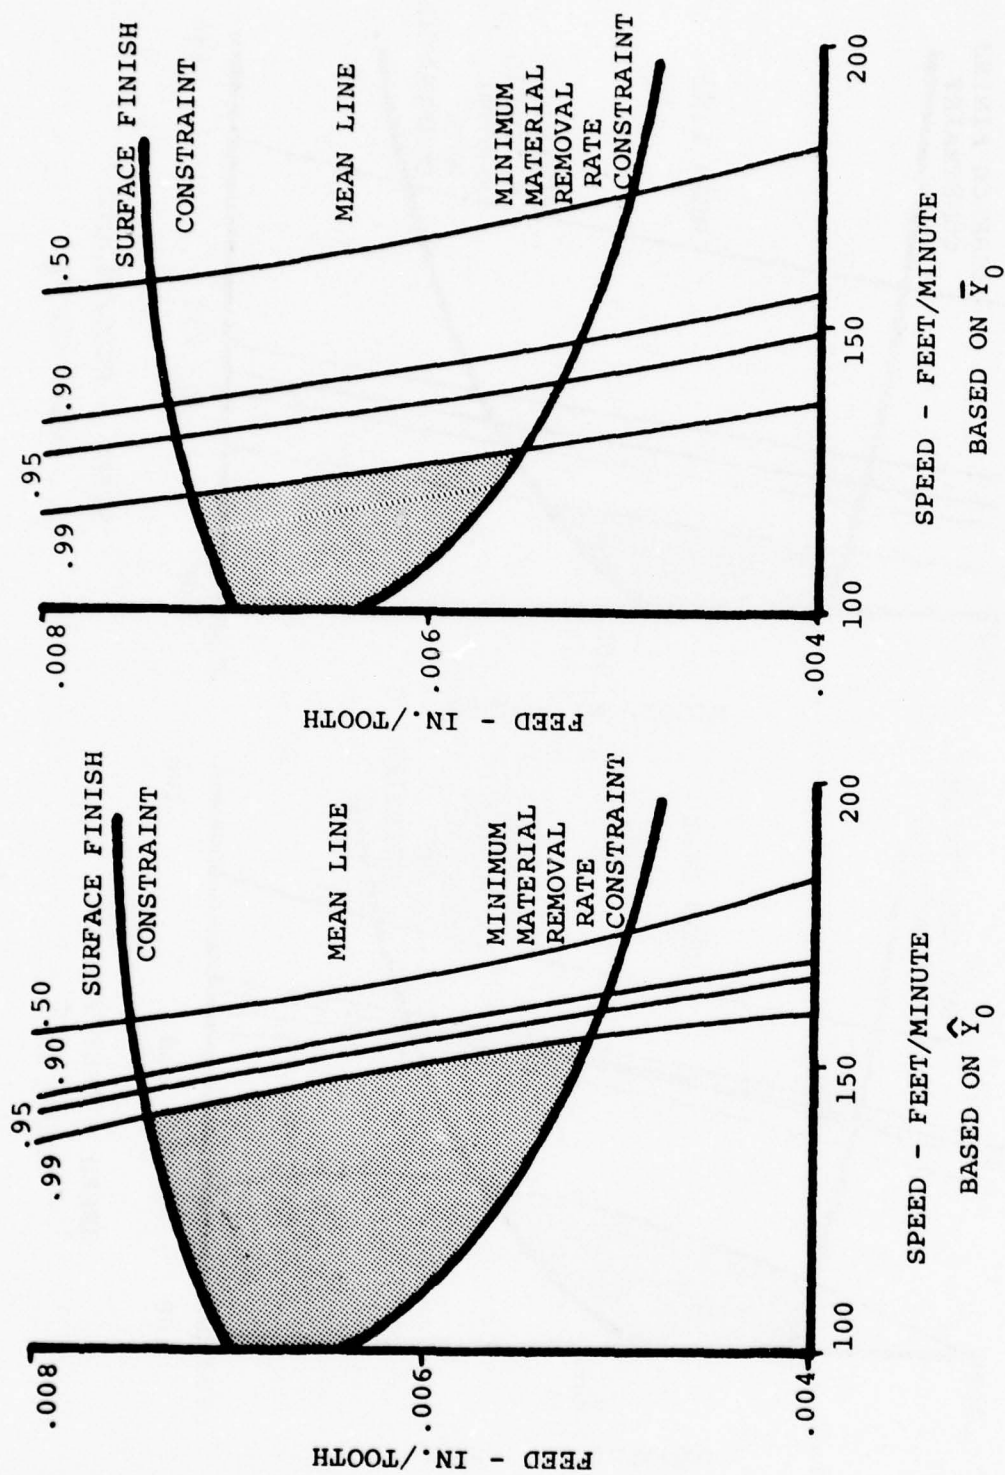 .008
.006
.004
FEED - IN./TOOTH
.99
.95
.90
.50
SURFACE FINISH
CONSTRAINT
MEAN LINE
MINIMUM
MATERIAL
REMOVAL
RATE
CONSTRAINT
100
150
200
SPEED - FEET/MINUTE
BASED ON Ŷ₀
.008
.006
.004
FEED - IN./TOOTH
.99
.95
.90
.50
SURFACE FINISH
CONSTRAINT
MEAN LINE
MINIMUM
MATERIAL
REMOVAL
RATE
CONSTRAINT
100
150
200
SPEED - FEET/MINUTE
BASED ON Ȳ₀